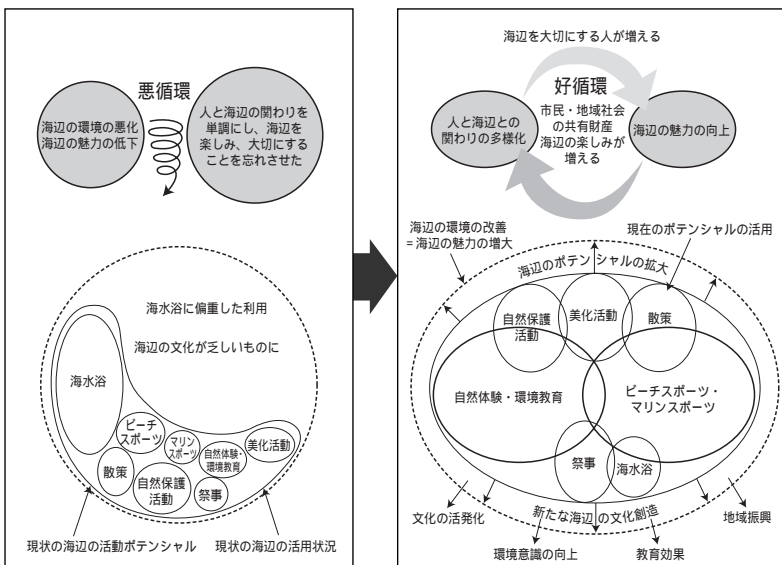 悪循環
海辺の環境の悪化
海辺の魅力の低下
人と海辺の関わりを
単調にし、海辺を
楽しみ、大切にする
ことを忘れさせた
海水浴に偏重した利用
海辺の文化が乏しいものに
海水浴
ビーチ
スポーツ
マリン
スポーツ
自然体験・
環境教育
美化活動
散策
自然保護
活動
祭事
現状の海辺の活動ポテンシャル
現状の海辺の活用状況
海辺を大切にする人が増える
好循環
人と海辺との
関わりの多様化
市民・地域社会
の共有財産
海辺の楽しみが
増える
海辺の魅力の向上
海辺の環境の改善
=海辺の魅力の増大
現在のポテンシャルの活用
海辺のポテンシャルの拡大
自然保護
活動
美化活動
散策
自然体験・環境教育
ビーチスポーツ・
マリンスポーツ
祭事
海水浴
新たな海辺の文化創造
文化の活発化
地域振興
環境意識の向上
教育効果